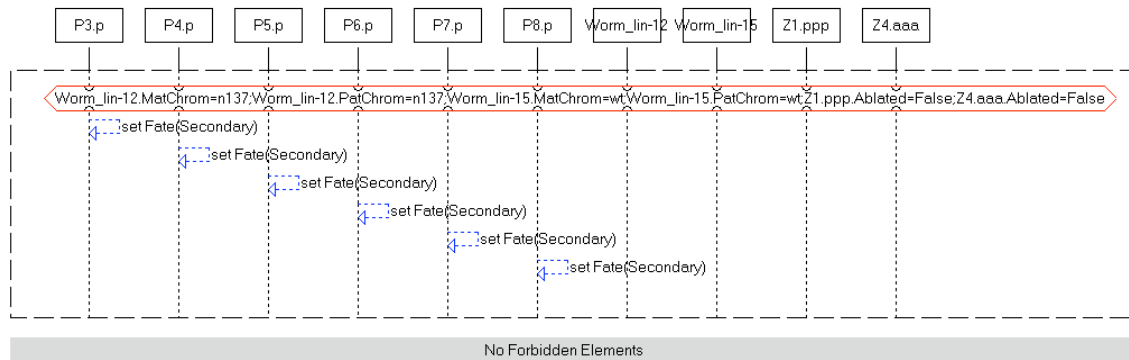 P3.p P4.p P5.p P6.p P7.p P8.p Worm_lin-12 Worm_lin-15 Z1.ppp Z4.aaa
Worm_lin-12.MatChrom=n137;Worm_lin-12.PatChrom=n137;Worm_lin-15.MatChrom=wt;Worm_lin-15.PatChrom=wt;Z1.ppp.Ablated=False;Z4.aaa.Ablated=False
set Fate(Secondary)
set Fate(Secondary)
set Fate(Secondary)
set Fate(Secondary)
set Fate(Secondary)
set Fate(Secondary)
No Forbidden Elements